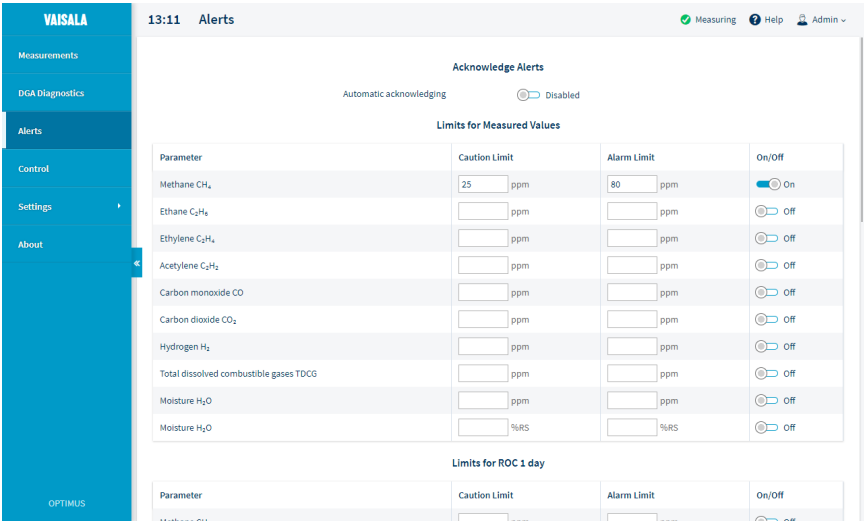 VAISALA
13:11 Alerts
Measuring
Help
Admin
Measurements
DGA Diagnostics
Alerts
Control
Settings
About
OPTIMUS
Acknowledge Alerts
Automatic acknowledging Disabled
Limits for Measured Values
Parameter Caution Limit Alarm Limit On/Off
Methane CH₄ 25 ppm 80 ppm On
Ethane C₂H₆ ppm ppm Off
Ethylene C₂H₄ ppm ppm Off
Acetylene C₂H₂ ppm ppm Off
Carbon monoxide CO ppm ppm Off
Carbon dioxide CO₂ ppm ppm Off
Hydrogen H₂ ppm ppm Off
Total dissolved combustible gases TDCG ppm ppm Off
Moisture H₂O ppm ppm Off
Moisture H₂O %RS %RS Off
Limits for ROC 1 day
Parameter Caution Limit Alarm Limit On/Off